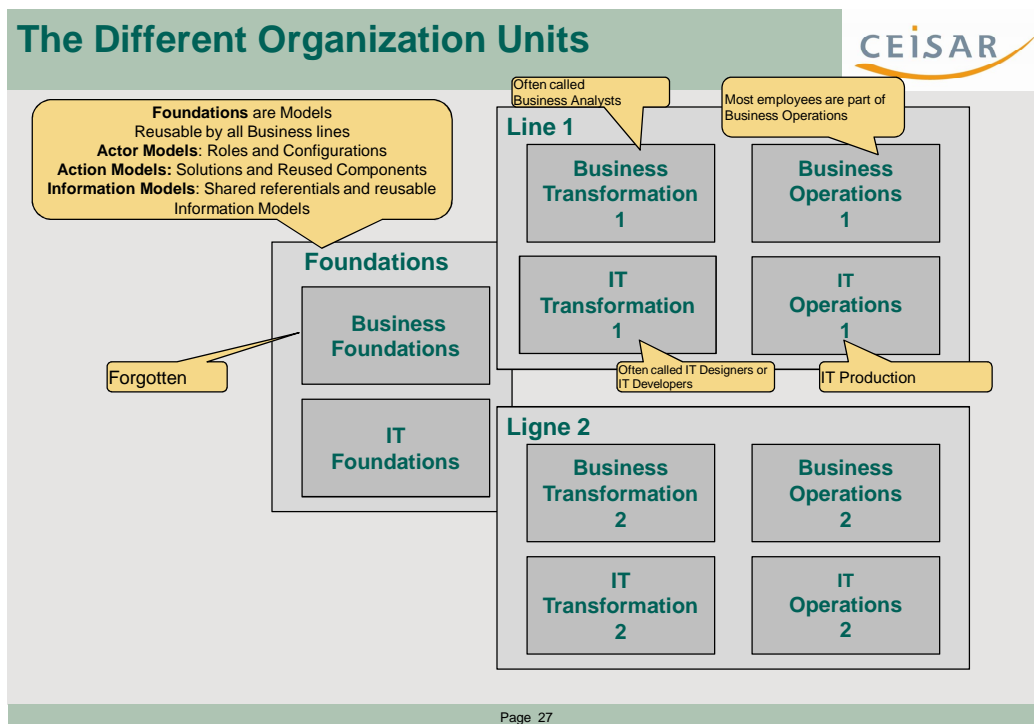 The Different Organization Units
CEISAR
Foundations are Models
Reusable by all Business lines
Actor Models: Roles and Configurations
Action Models: Solutions and Reused Components
Information Models: Shared referentials and reusable
Information Models
Often called
Business Analysts
Most employees are part of
Business Operations
Line 1
Business
Transformation
1
Business
Operations
1
IT
Transformation
1
IT
Operations
1
Often called IT Designers or
IT Developers
IT Production
Foundations
Business
Foundations
Forgotten
IT
Foundations
Ligne 2
Business
Transformation
2
Business
Operations
2
IT
Transformation
2
IT
Operations
2
Page 27